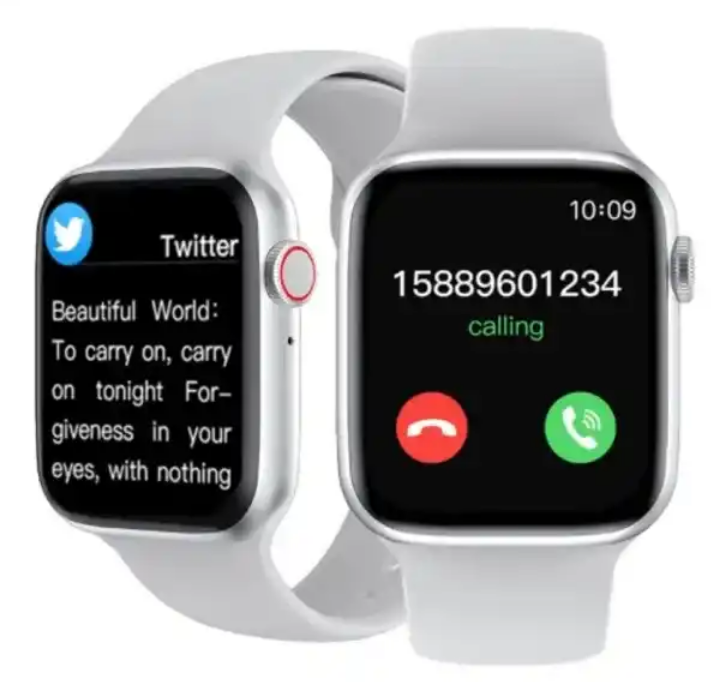 Twitter
Beautiful World:
To carry on, carry
on tonight For-
giveness in your
eyes, with nothing
10:09
15889601234
calling